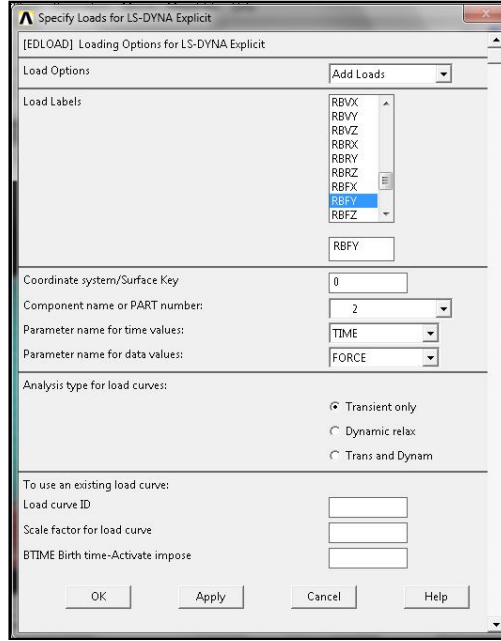 Specify Loads for LS-DYNA Explicit
[EDLOAD] Loading Options for LS-DYNA Explicit
Load Options
Add Loads
Load Labels
RBVX
RBVY
RBVZ
RBRX
RBRY
RBRZ
RBFX
RBFY
RBFZ
RBFY
Coordinate system/Surface Key
0
Component name or PART number:
2
Parameter name for time values:
TIME
Parameter name for data values:
FORCE
Analysis type for load curves:
Transient only
Dynamic relax
Trans and Dynam
To use an existing load curve:
Load curve ID
Scale factor for load curve
BTIME Birth time-Activate impose
OK Apply Cancel Help